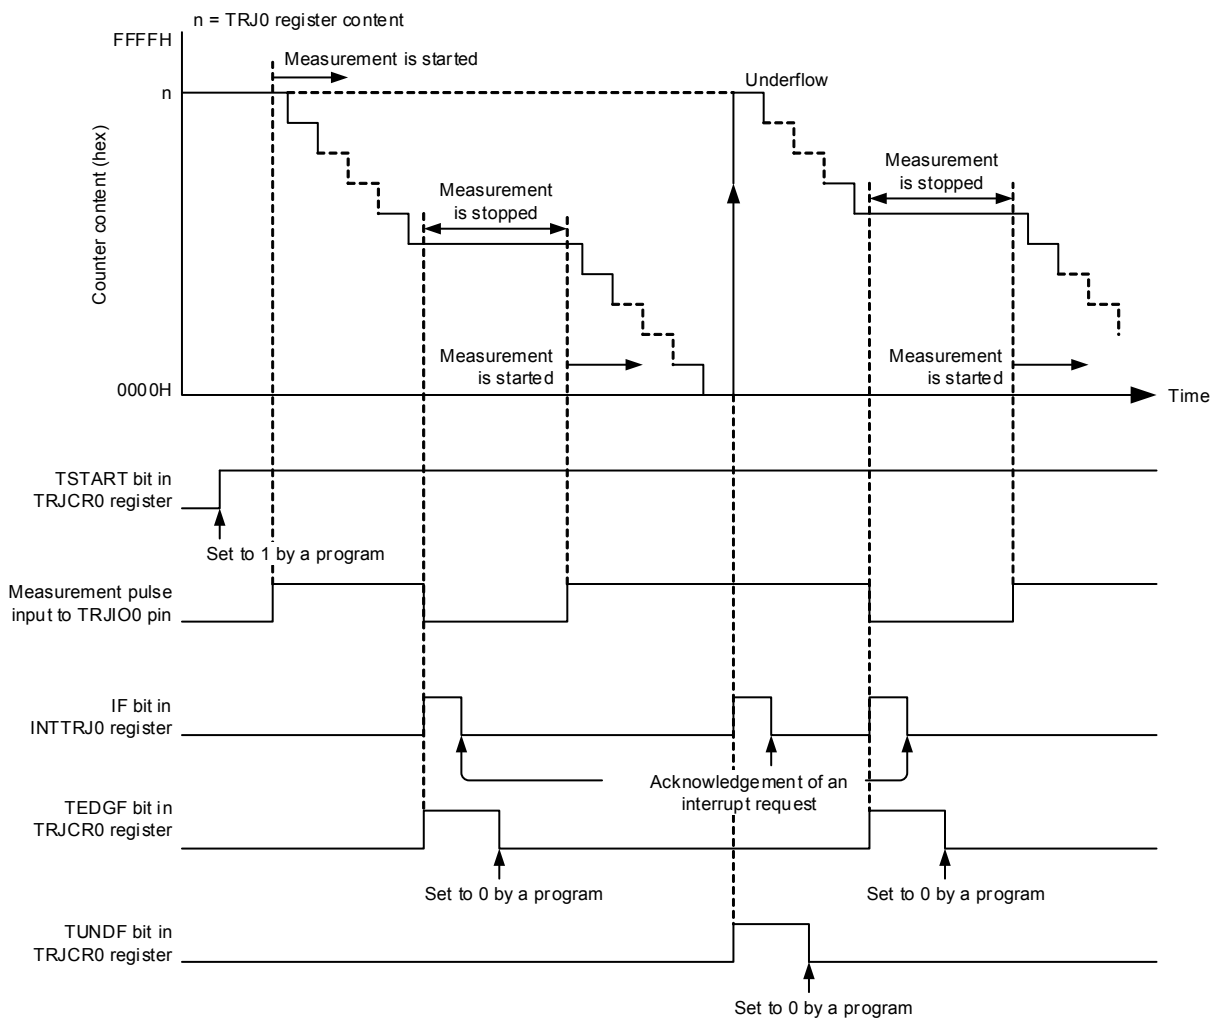 n = TRJ0 register content
FFFFH
Measurement is started
n
Underflow
Counter content (hex)
Measurement
is stopped
Measurement
is stopped
Measurement
is started
Measurement
is started
0000H
Time
TSTART bit in
TRJCR0 register
Set to 1 by a program
Measurement pulse
input to TRJIO0 pin
IF bit in
INTTRJ0 register
Acknowledgement of an
interrupt request
TEDGF bit in
TRJCR0 register
Set to 0 by a program
Set to 0 by a program
TUNDF bit in
TRJCR0 register
Set to 0 by a program